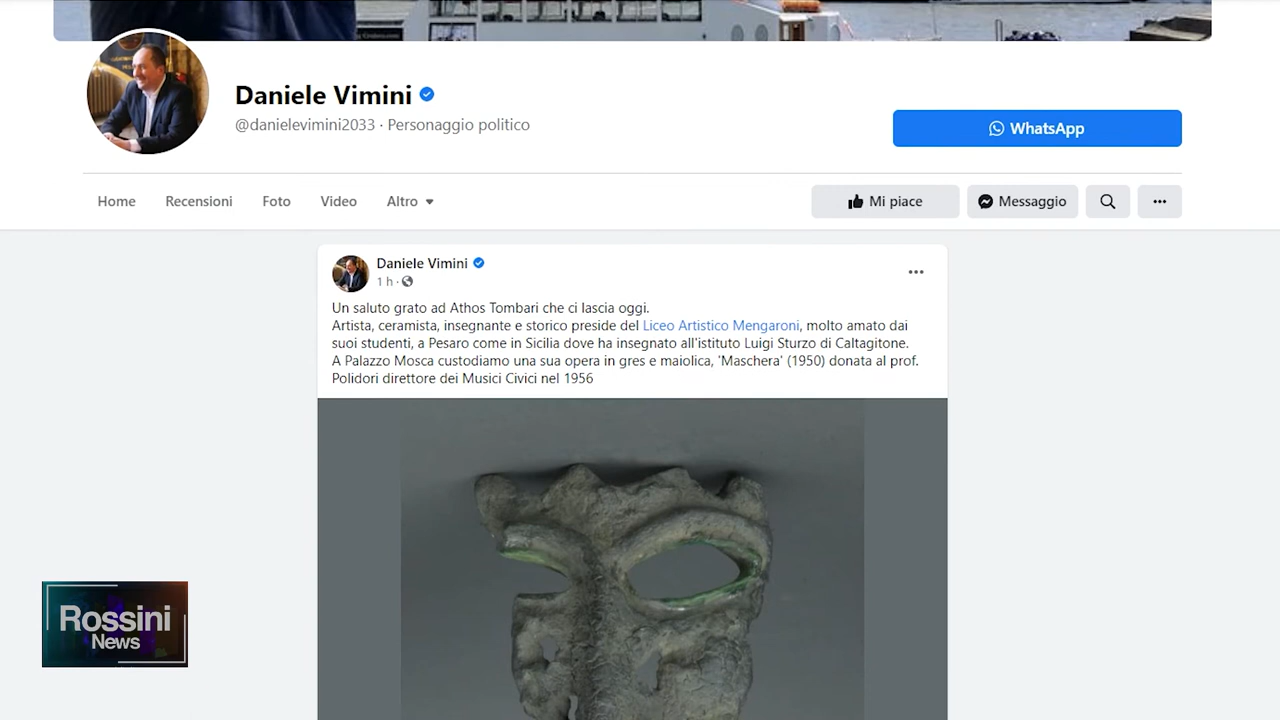 Daniele Vimini
@danielevimini2033 · Personaggio politico
WhatsApp
Home Recensioni Foto Video Altro
Mi piace Messaggio
Daniele Vimini
1 h ·
Un saluto grato ad Athos Tombari che ci lascia oggi.
Artista, ceramista, insegnante e storico preside del Liceo Artistico Mengaroni, molto amato dai
suoi studenti, a Pesaro come in Sicilia dove ha insegnato all'istituto Luigi Sturzo di Caltagitone.
A Palazzo Mosca custodiamo una sua opera in gres e maiolica, 'Maschera' (1950) donata al prof.
Polidori direttore dei Musici Civici nel 1956
Rossini
News